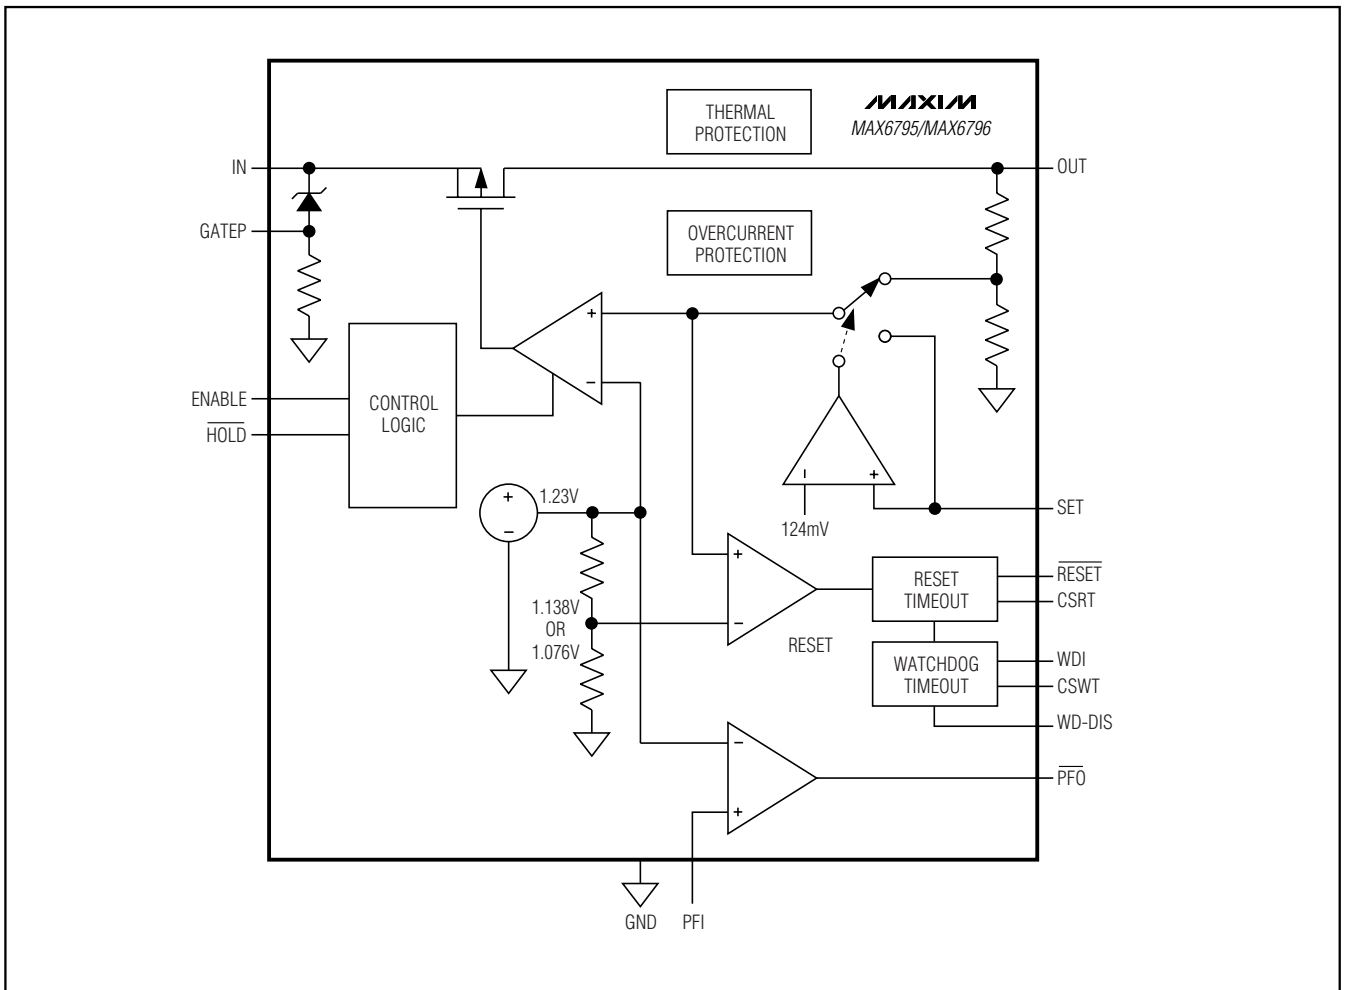 THERMAL
PROTECTION
MAXIM
MAX6795/MAX6796
IN
OUT
GATEP
OVERCURRENT
PROTECTION
+
−
ENABLE
HOLD
CONTROL
LOGIC
+
−
1.23V
− +
124mV
SET
1.138V
OR
1.076V
+
−
RESET
RESET
TIMEOUT
RESET
CSRT
WATCHDOG
TIMEOUT
WDI
CSWT
WD-DIS
−
+
PFO
GND
PFI